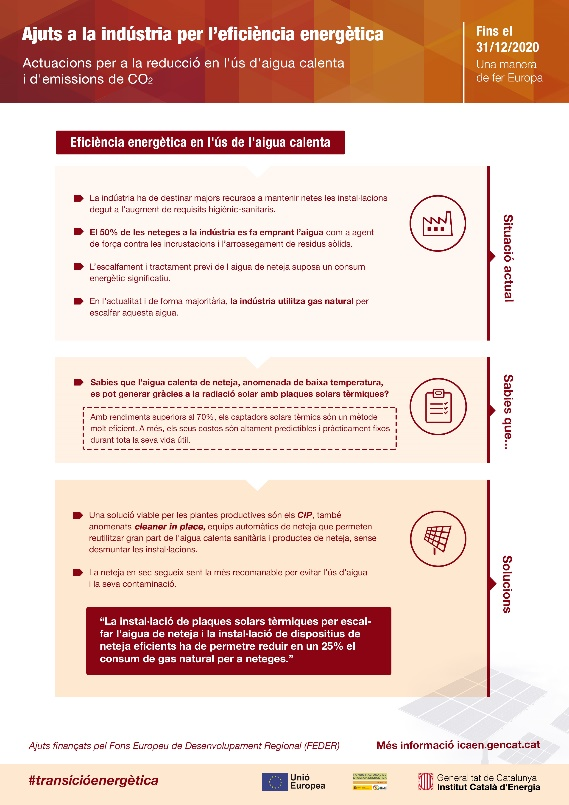 Ajuts a la indústria per l'eficiència energètica
Actuacions per a la reducció en l'ús d'aigua calenta
i d'emissions de CO2
Fins el
31/12/2020
Una manera
de fer Europa
Eficiència energètica en l'ús de l'aigua calenta
La indústria ha de destinar majors recursos a mantenir netes les instal·lacions
degut a l'augment de requisits higiènic-sanitaris.
El 50% de les neteges a la indústria es fa emprant l'aigua com a agent
de força contra les incrustacions i l'arrossegament de residus sòlids.
L'escalfament i tractament previ de l'aigua de neteja suposa un consum
energètic significatiu.
En l'actualitat i de forma majoritària, la indústria utilitza gas natural per
escalfar aquesta aigua.
Situació actual
Sabies que l'aigua calenta de neteja, anomenada de baixa temperatura,
es pot generar gràcies a la radiació solar amb plaques solars tèrmiques?
Amb rendiments superiors al 70%, els captadors solars tèrmics són un mètode
molt eficient. A més, els seus costos són altament predictibles i pràcticament fixos
durant tota la seva vida útil.
Sabies que...
Una solució viable per les plantes productives són els CIP, també
anomenats cleaner in place, equips automàtics de neteja que permeten
reutilitzar gran part de l'aigua calenta sanitària i productes de neteja, sense
desmuntar les instal·lacions.
La neteja en sec segueix sent la més recomanable per evitar l'ús d'aigua
i la seva contaminació.
"La instal·lació de plaques solars tèrmiques per escal-
far l'aigua de neteja i la instal·lació de dispositius de
neteja eficients ha de permetre reduir en un 25% el
consum de gas natural per a neteges."
Solucions
Ajuts finançats pel Fons Europeu de Desenvolupament Regional (FEDER)
Més informació icaen.gencat.cat
#transicióenergètica
Unió
Europea
Generalitat de Catalunya
Institut Català d'Energia